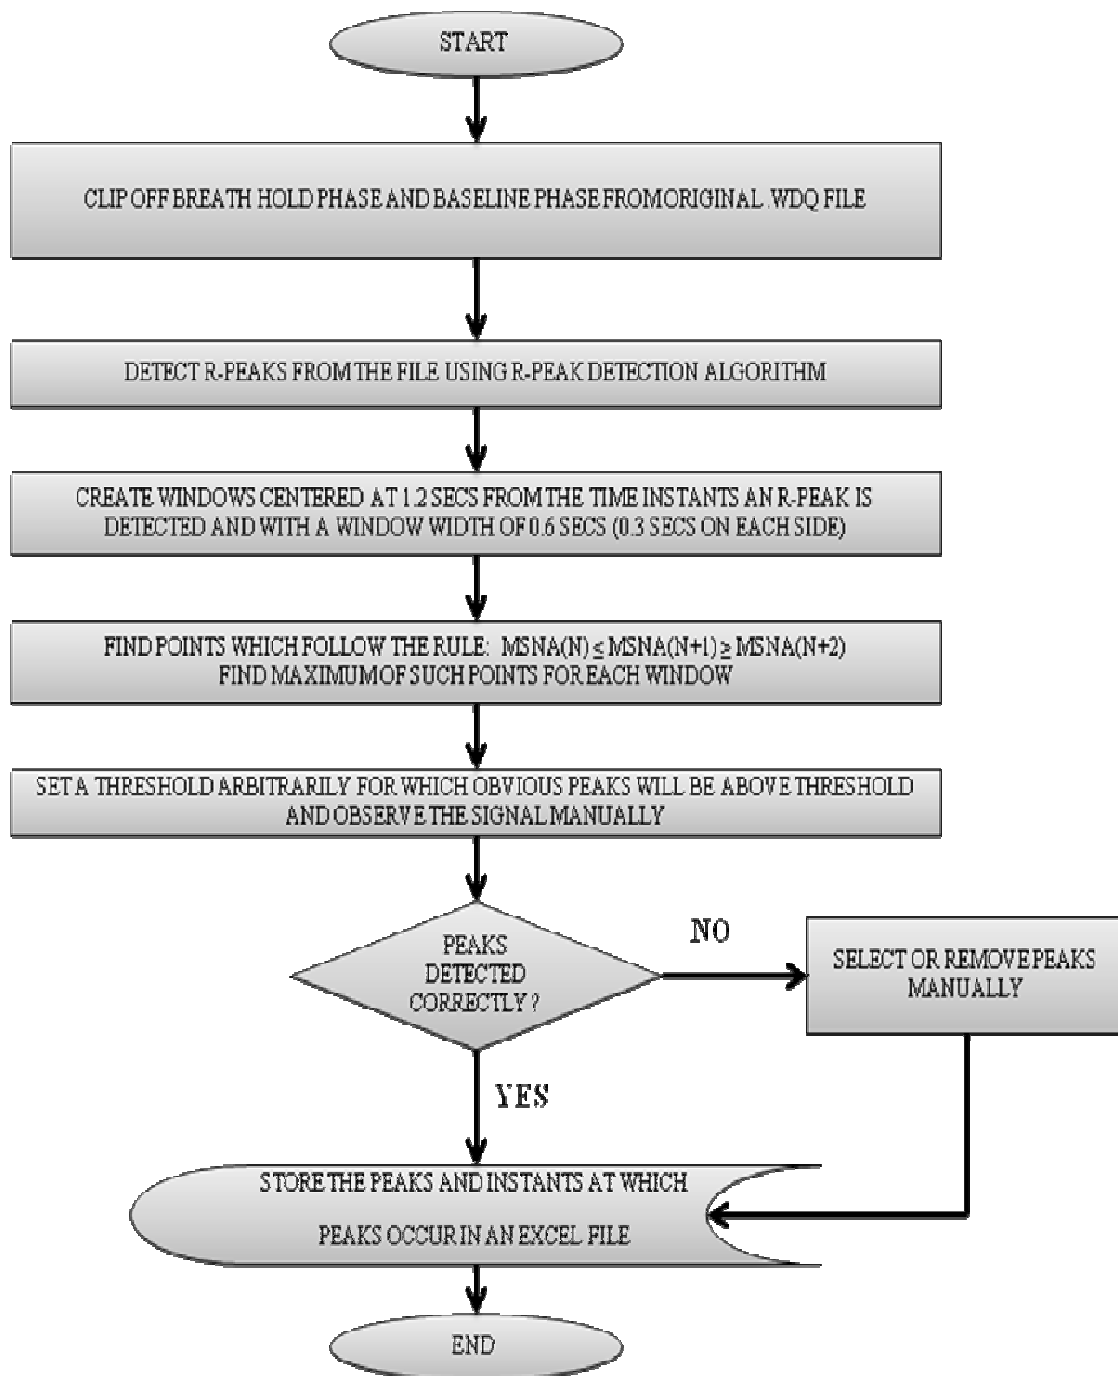 START
CLIP OFF BREATH HOLD PHASE AND BASELINE PHASE FROM ORIGINAL .WDQ FILE
DETECT R-PEAKS FROM THE FILE USING R-PEAK DETECTION ALGORITHM
CREATE WINDOWS CENTERED AT 1.2 SECS FROM THE TIME INSTANTS AN R-PEAK IS
DETECTED AND WITH A WINDOW WIDTH OF 0.6 SECS (0.3 SECS ON EACH SIDE)
FIND POINTS WHICH FOLLOW THE RULE: MSNA(N) ≤ MSNA(N+1) ≥ MSNA(N+2)
FIND MAXIMUM OF SUCH POINTS FOR EACH WINDOW
SET A THRESHOLD ARBITRARILY FOR WHICH OBVIOUS PEAKS WILL BE ABOVE THRESHOLD
AND OBSERVE THE SIGNAL MANUALLY
PEAKS
DETECTED
CORRECTLY ?
NO
SELECT OR REMOVE PEAKS
MANUALLY
YES
STORE THE PEAKS AND INSTANTS AT WHICH
PEAKS OCCUR IN AN EXCEL FILE
END